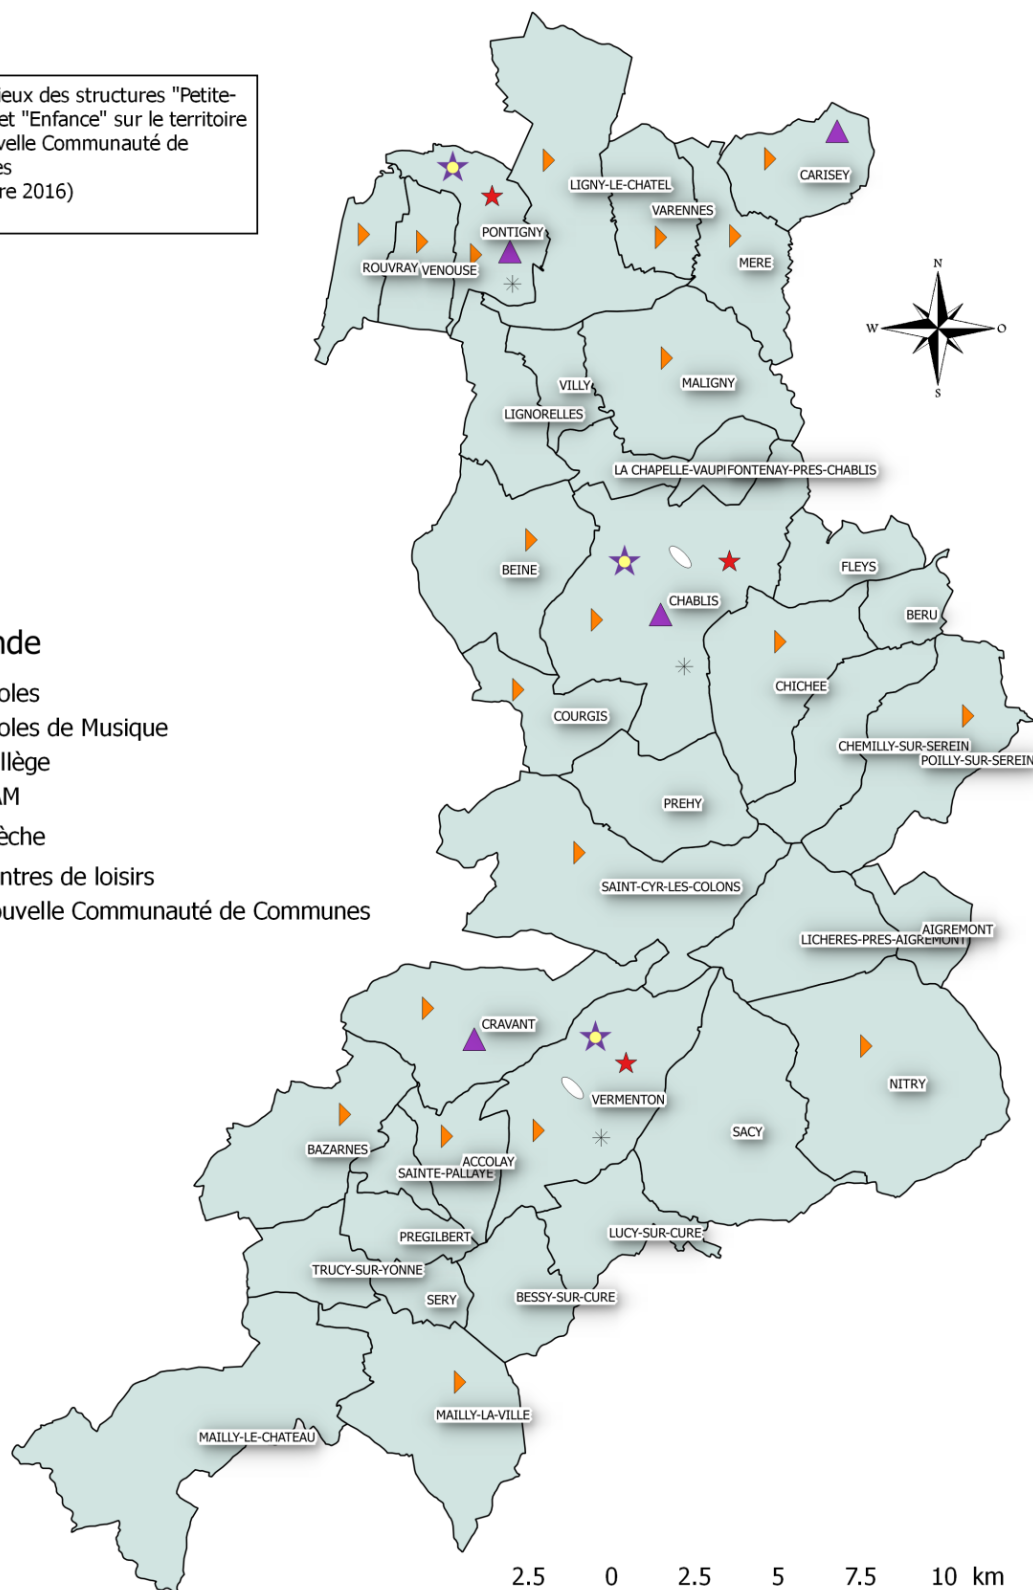 ieux des structures "Petite-
et "Enfance" sur le territoire
velle Communauté de
es
re 2016)
CARISEY
LIGNY-LE-CHATEL
VARENNES
PONTIGNY
MERE
ROUVRAY
VENOUSE
N
W
O
S
VILLY
MALIGNY
LIGNORELLES
LA CHAPELLE-VAUPI
FONTENAY-PRES-CHABLIS
BEINE
FLEYS
CHABLIS
BERU
nde
oles
oles de Musique
llège
AM
èche
ntres de loisirs
ouvelle Communauté de Communes
CHICHEE
COURGIS
CHEMILLY-SUR-SEREIN
POILLY-SUR-SEREIN
PREHY
SAINT-CYR-LES-COLONS
AIGREMONT
LICHERES-PRES-AIGREMONT
CRAVANT
NITRY
VERMENTON
SACY
BAZARNES
ACCOLAY
SAINTE-PALLAYE
PREGILBERT
LUCY-SUR-CURE
TRUCY-SUR-YONNE
SERY
BESSY-SUR-CURE
MAILLY-LA-VILLE
MAILLY-LE-CHATEAU
2.5 0 2.5 5 7.5 10 km